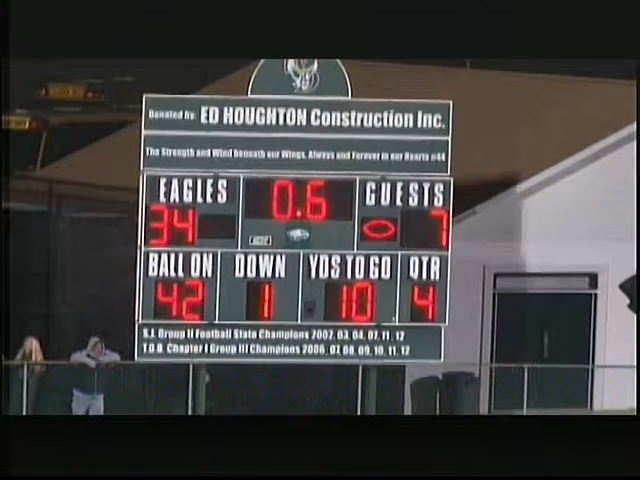 Donated by: ED HOUGHTON Construction Inc.
The Strength and Wind beneath our Wings, Always and Forever in our Hearts #44
EAGLES 0.6 GUESTS
34 7
BALL ON DOWN YDS TO GO QTR
42 1 10 4
S.J. Group II Football State Champions 2002, 03, 04, 07, 11, 12
T.D.B. Chapter I Group III Champions 2006, 07, 08, 09, 10, 11, 12